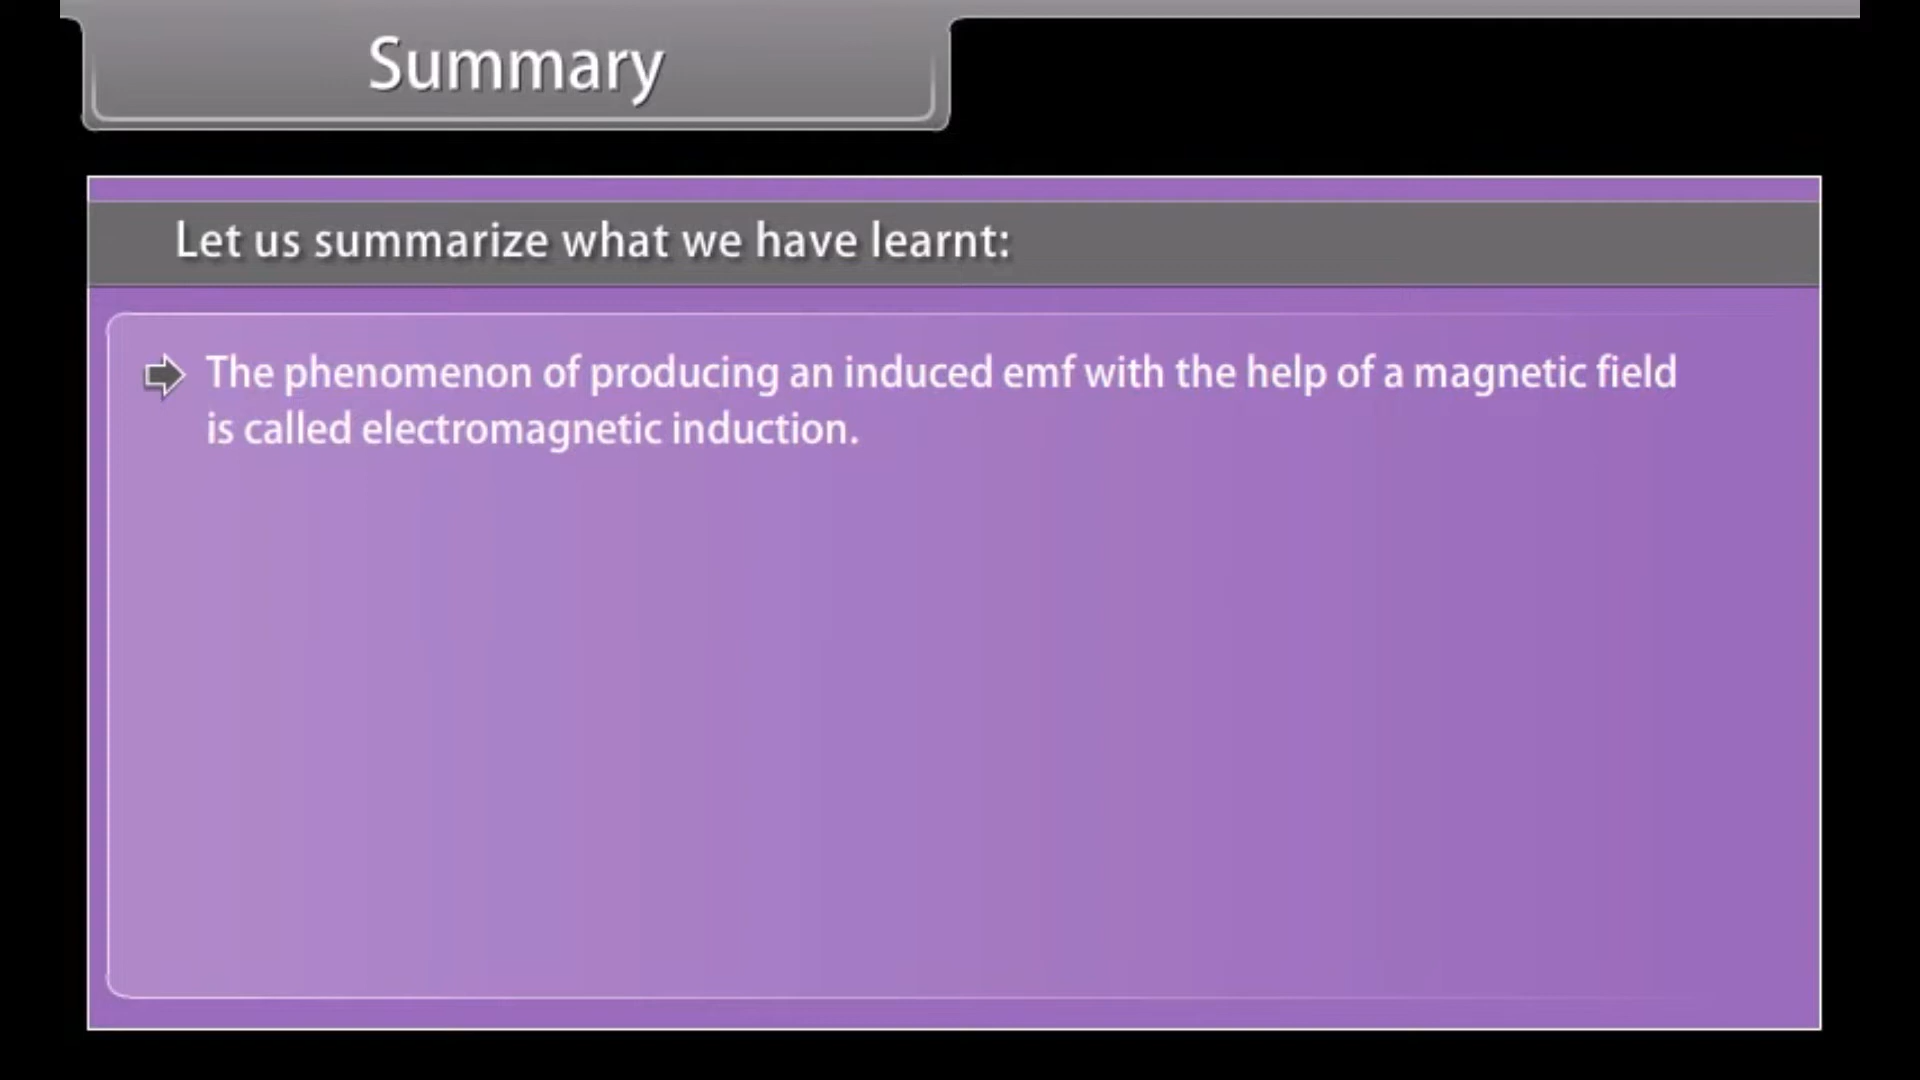 Summary
Let us summarize what we have learnt:
The phenomenon of producing an induced emf with the help of a magnetic field
is called electromagnetic induction.